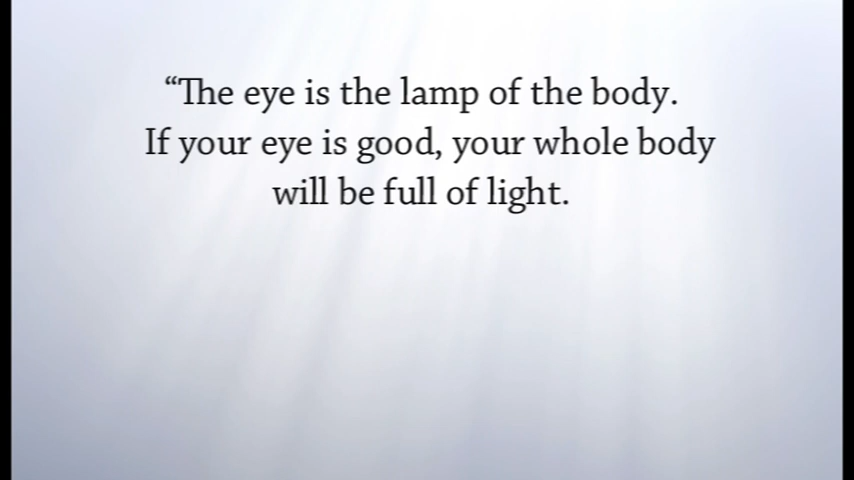 “The eye is the lamp of the body.
If your eye is good, your whole body
will be full of light.